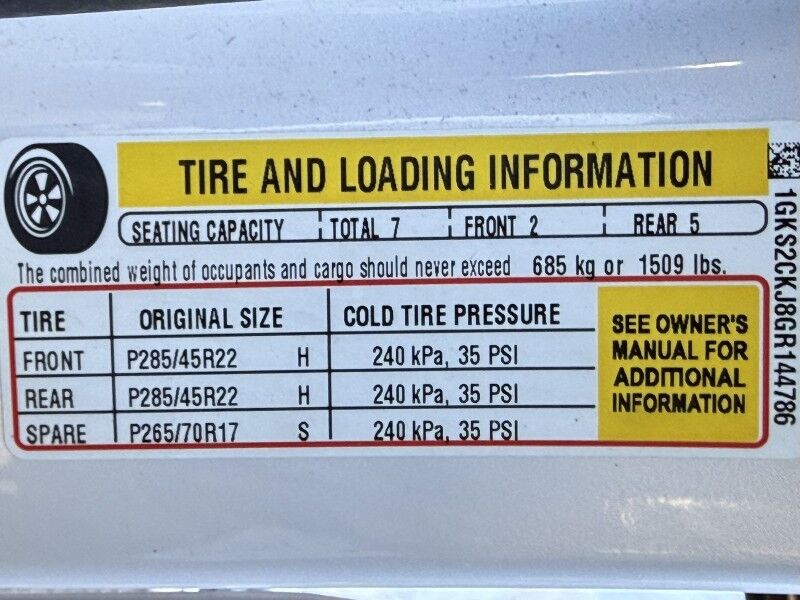 TIRE AND LOADING INFORMATION
SEATING CAPACITY TOTAL 7 FRONT 2 REAR 5
The combined weight of occupants and cargo should never exceed 685 kg or 1509 lbs.
TIRE ORIGINAL SIZE COLD TIRE PRESSURE
FRONT P285/45R22 H 240 kPa, 35 PSI
REAR P285/45R22 H 240 kPa, 35 PSI
SPARE P265/70R17 S 240 kPa, 35 PSI
SEE OWNER'S
MANUAL FOR
ADDITIONAL
INFORMATION
1GKS2CKJ8GR144786